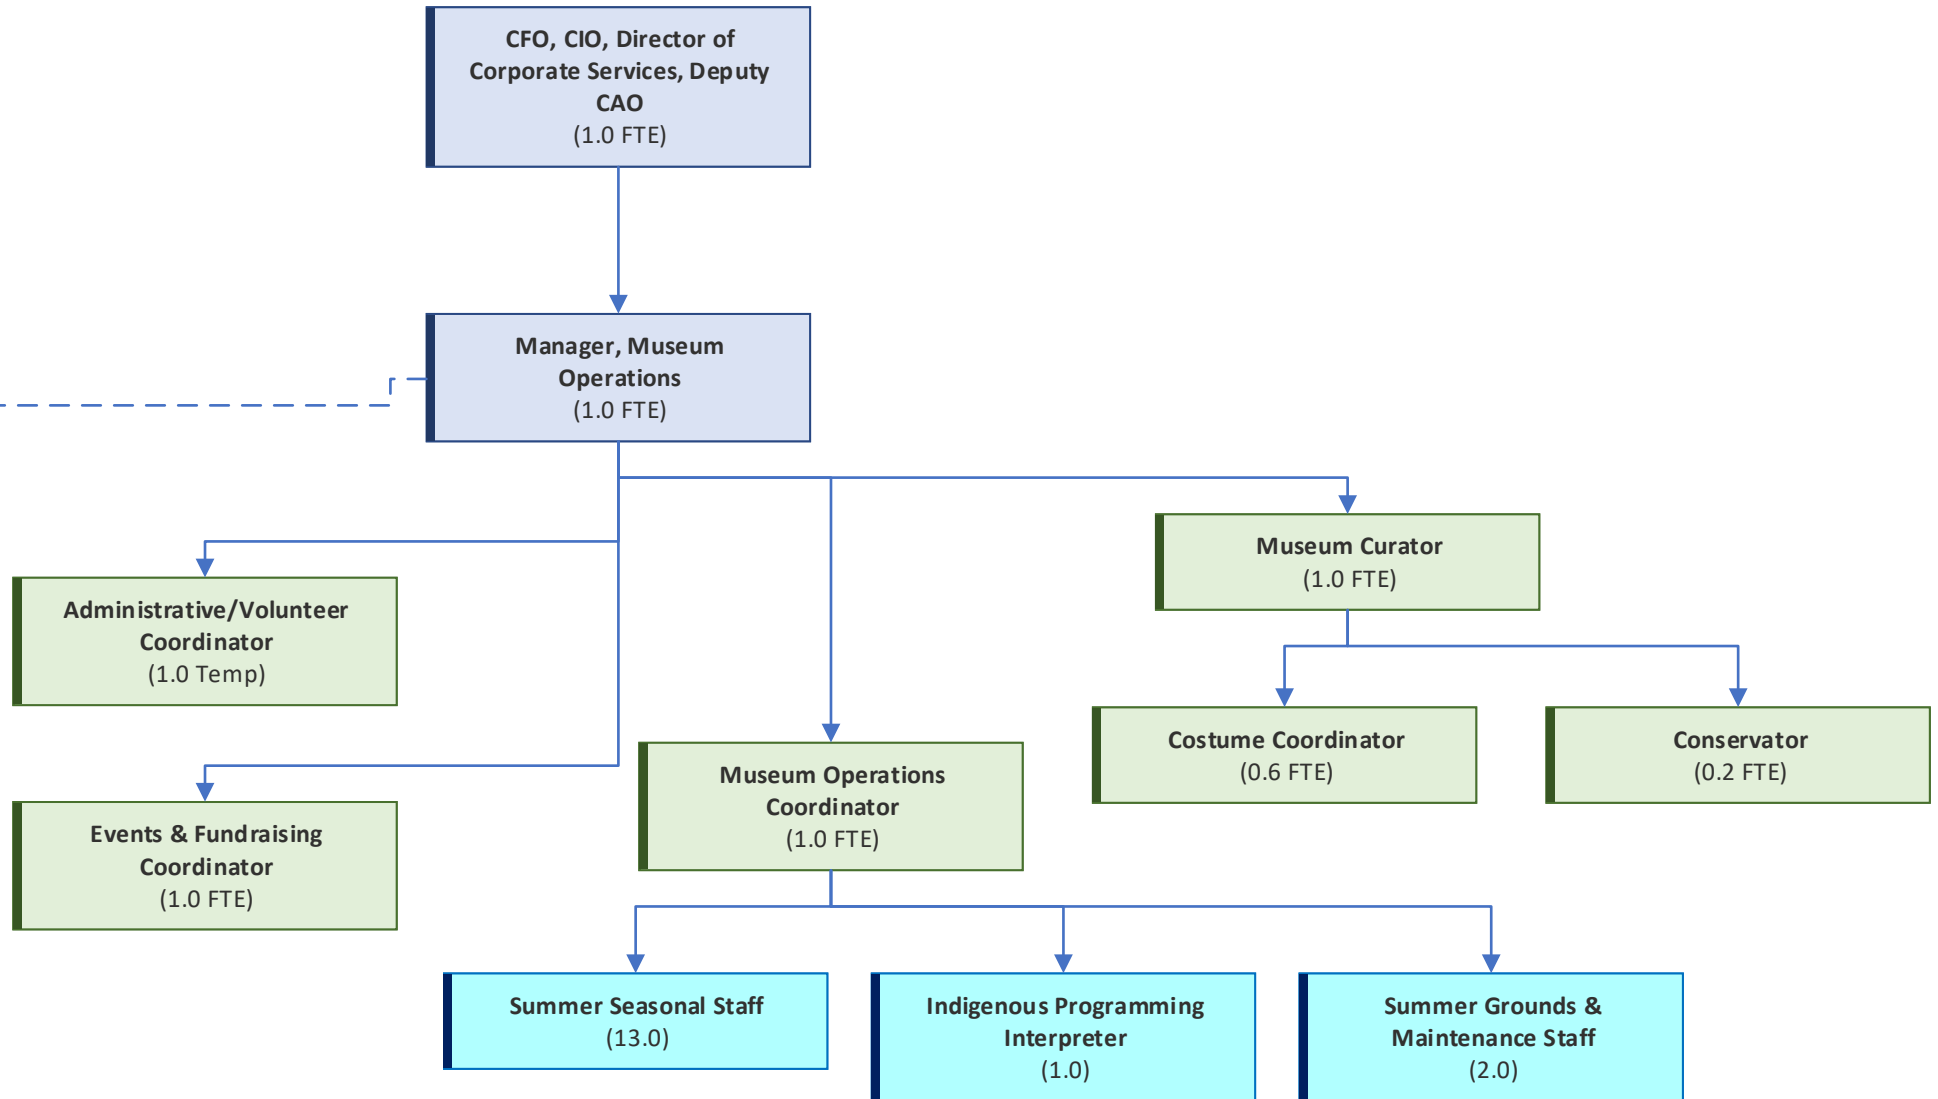 CFO, CIO, Director of
Corporate Services, Deputy
CAO
(1.0 FTE)
Manager, Museum
Operations
(1.0 FTE)
Museum Curator
(1.0 FTE)
Administrative/Volunteer
Coordinator
(1.0 Temp)
Costume Coordinator
(0.6 FTE)
Conservator
(0.2 FTE)
Museum Operations
Coordinator
(1.0 FTE)
Events & Fundraising
Coordinator
(1.0 FTE)
Summer Seasonal Staff
(13.0)
Indigenous Programming
Interpreter
(1.0)
Summer Grounds &
Maintenance Staff
(2.0)